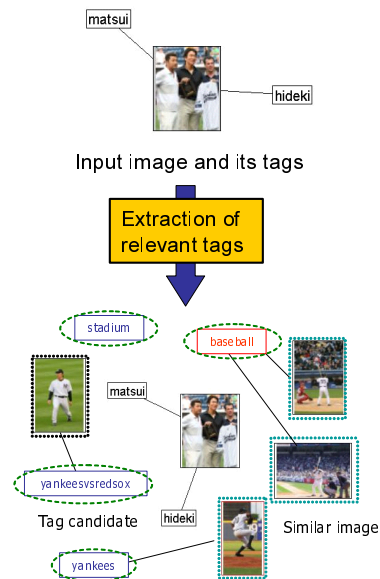 matsui
hideki
Input image and its tags
Extraction of
relevant tags
stadium
baseball
matsui
yankeesvsredsox
hideki
Tag candidate
Similar image
yankees